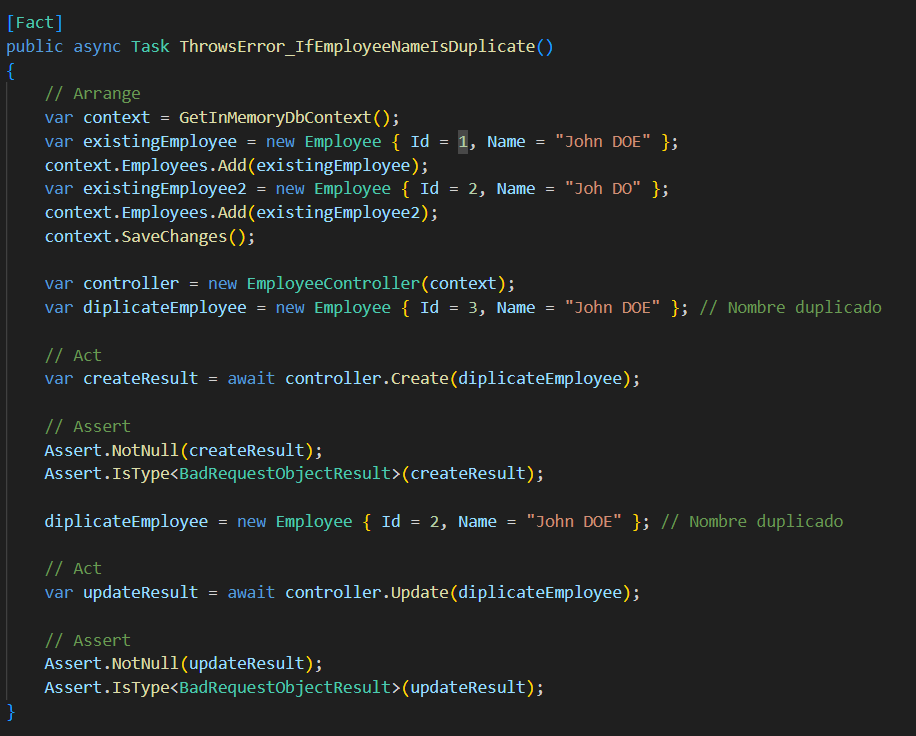 [Fact]
public async Task ThrowsError_IfEmployeeNameIsDuplicate()
{
    // Arrange
    var context = GetInMemoryDbContext();
    var existingEmployee = new Employee { Id = 1, Name = "John DOE" };
    context.Employees.Add(existingEmployee);
    var existingEmployee2 = new Employee { Id = 2, Name = "Joh DO" };
    context.Employees.Add(existingEmployee2);
    context.SaveChanges();

    var controller = new EmployeeController(context);
    var diplicateEmployee = new Employee { Id = 3, Name = "John DOE" }; // Nombre duplicado

    // Act
    var createResult = await controller.Create(diplicateEmployee);

    // Assert
    Assert.NotNull(createResult);
    Assert.IsType<BadRequestObjectResult>(createResult);

    diplicateEmployee = new Employee { Id = 2, Name = "John DOE" }; // Nombre duplicado

    // Act
    var updateResult = await controller.Update(diplicateEmployee);

    // Assert
    Assert.NotNull(updateResult);
    Assert.IsType<BadRequestObjectResult>(updateResult);
}